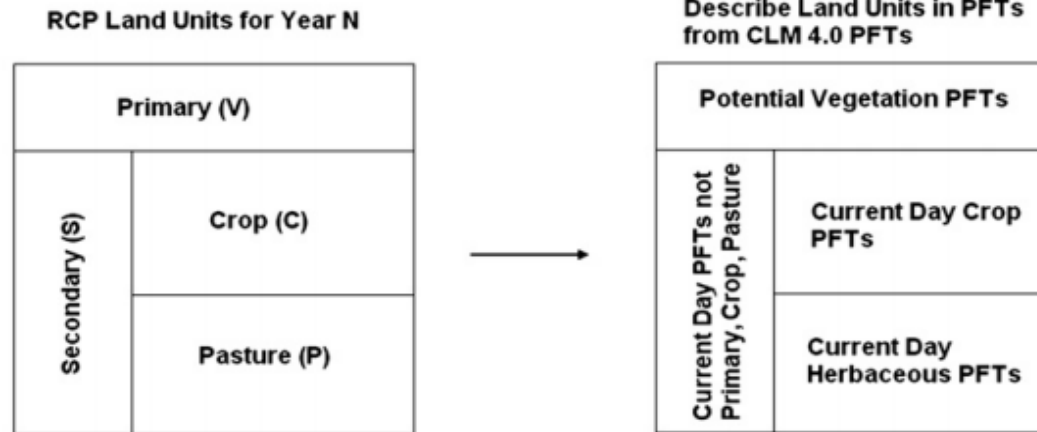 RCP Land Units for Year N
Primary (V)
Secondary (S)
Crop (C)
Pasture (P)
Describe Land Units in PFTs
from CLM 4.0 PFTs
Potential Vegetation PFTs
Current Day PFTs not
Primary, Crop, Pasture
Current Day Crop
PFTs
Current Day
Herbaceous PFTs